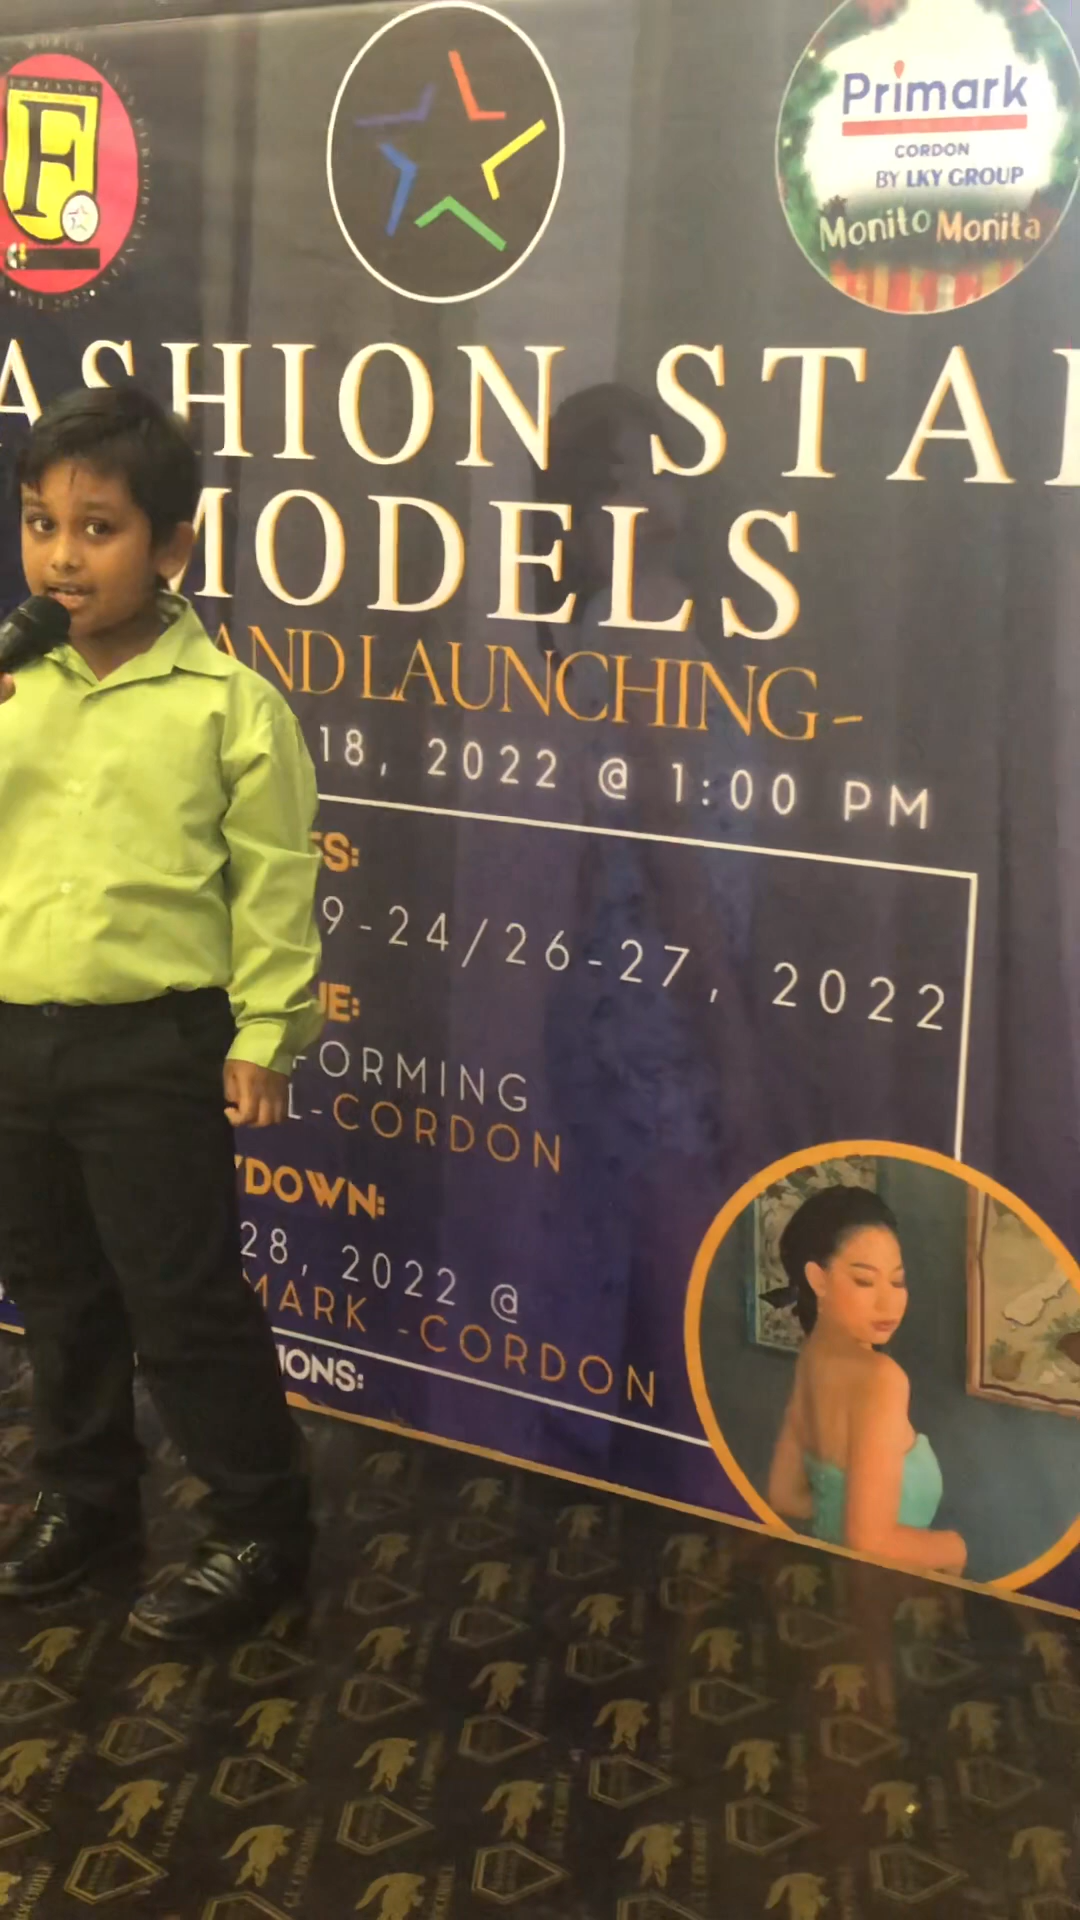 F
Primark
CORDON
BY LKY GROUP
Monito Monita
ASHION STA
MODELS
AND LAUNCHING-
18, 2022 @ 1:00 PM
ES:
9-24/26-27, 2022
UE:
FORMING
L-CORDON
YDOWN:
28, 2022 @
MARK -CORDON
IONS: